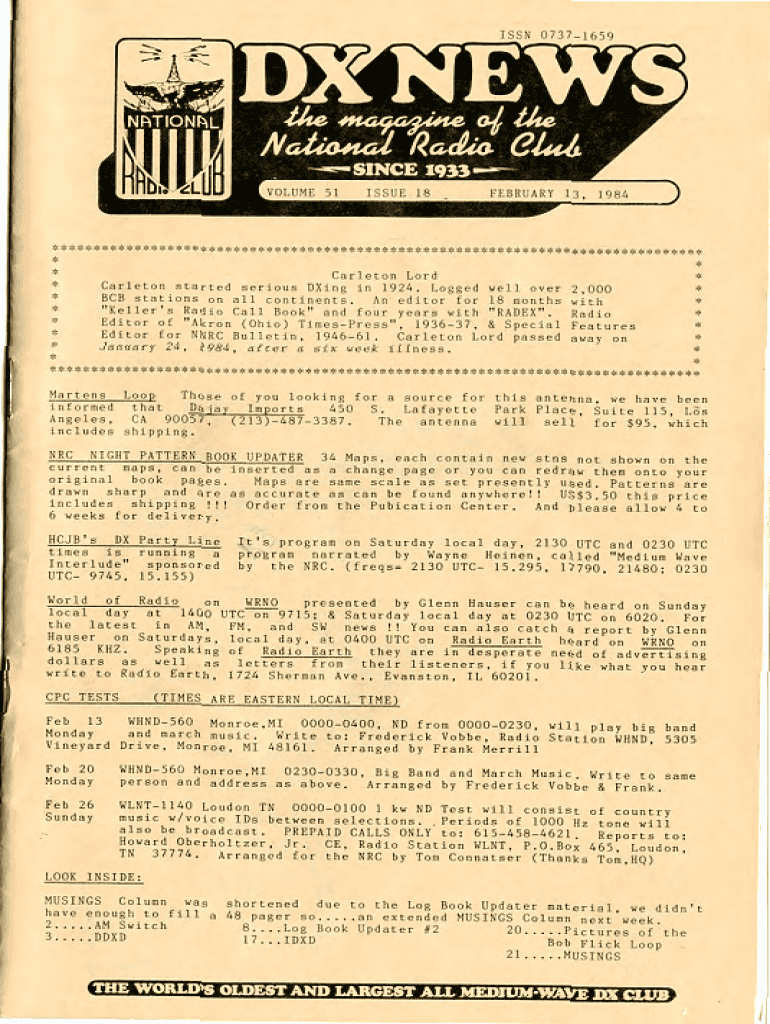 ISSN 0737-1659
NATIONAL
RADIO CLUB
DX NEWS
the magazine of the
National Radio Club
SINCE 1933
VOLUME 51 ISSUE 18 FEBRUARY 13, 1984
Carleton Lord
Carleton started serious DXing in 1924. Logged well over 2,000
BCB stations on all continents. An editor for 18 months with
"Keller's Radio Call Book" and four years with "RADEX". Radio
Editor of "Akron (Ohio) Times-Press", 1936-37, & Special Features
Editor for NNRC Bulletin, 1946-61. Carleton Lord passed away on
January 24, 1984, after a six week illness.
Martens Loop Those of you looking for a source for this antenna, we have been
informed that Dajay Imports 450 S. Lafayette Park Place, Suite 115, Los
Angeles, CA 90057, (213)-487-3387. The antenna will sell for $95, which
includes shipping.
NRC NIGHT PATTERN BOOK UPDATER 34 Maps, each contain new stns not shown on the
current maps, can be inserted as a change page or you can redraw them onto your
original book pages. Maps are same scale as set presently used. Patterns are
drawn sharp and are as accurate as can be found anywhere!! US$3.50 this price
includes shipping !!! Order from the Pubication Center. And please allow 4 to
6 weeks for delivery.
HCJB's DX Party Line It's program on Saturday local day, 2130 UTC and 0230 UTC
times is running a program narrated by Wayne Heinen, called "Medium Wave
Interlude" sponsored by the NRC. (freqs= 2130 UTC- 15.295, 17790, 21480; 0230
UTC- 9745, 15.155)
World of Radio on WRNO presented by Glenn Hauser can be heard on Sunday
local day at 1400 UTC on 9715; & Saturday local day at 0230 UTC on 6020. For
the latest in AM, FM, and SW news !! You can also catch a report by Glenn
Hauser on Saturdays, local day, at 0400 UTC on Radio Earth heard on WRNO on
6185 KHZ. Speaking of Radio Earth they are in desperate need of advertising
dollars as well as letters from their listeners, if you like what you hear
write to Radio Earth, 1724 Sherman Ave., Evanston, IL 60201.
CPC TESTS (TIMES ARE EASTERN LOCAL TIME)
Feb 13 WHND-560 Monroe,MI 0000-0400, ND from 0000-0230, will play big band
Monday and march music. Write to: Frederick Vobbe, Radio Station WHND, 5305
Vineyard Drive, Monroe, MI 48161. Arranged by Frank Merrill
Feb 20 WHND-560 Monroe,MI 0230-0330, Big Band and March Music. Write to same
Monday person and address as above. Arranged by Frederick Vobbe & Frank.
Feb 26 WLNT-1140 Loudon TN 0000-0100 1 kw ND Test will consist of country
Sunday music w/voice IDs between selections. Periods of 1000 Hz tone will
also be broadcast. PREPAID CALLS ONLY to: 615-458-4621. Reports to:
Howard Oberholtzer, Jr. CE, Radio Station WLNT, P.O.Box 465, Loudon,
TN 37774. Arranged for the NRC by Tom Connatser (Thanks Tom,HQ)
LOOK INSIDE:
MUSINGS Column was shortened due to the Log Book Updater material, we didn't
have enough to fill a 48 pager so.....an extended MUSINGS Column next week.
2.....AM Switch 8....Log Book Updater #2 20.....Pictures of the
3.....DDXD 17...IDXD Bob Flick Loop
21.....MUSINGS
THE WORLD'S OLDEST AND LARGEST ALL MEDIUM-WAVE DX CLUB